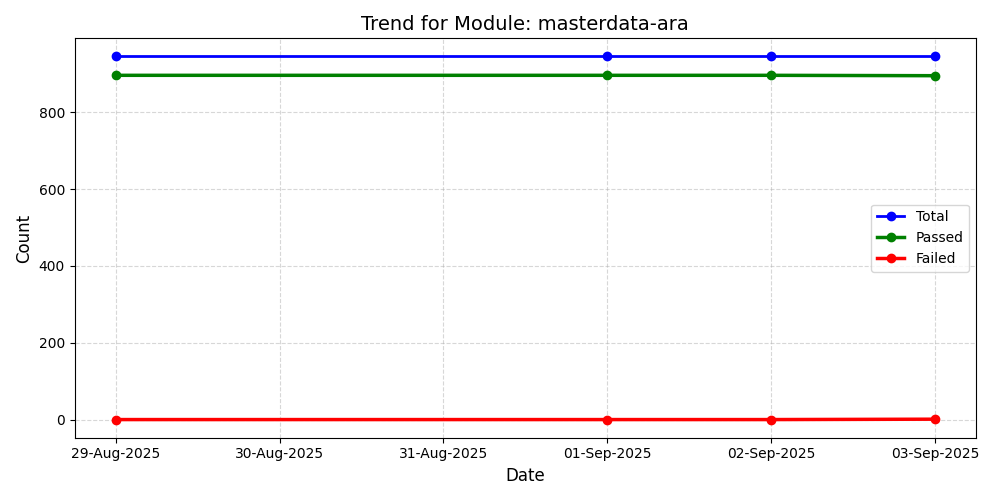 Trend for Module: masterdata-ara
Count
800
600
400
200
0
Total
Passed
Failed
29-Aug-2025 30-Aug-2025 31-Aug-2025 01-Sep-2025 02-Sep-2025 03-Sep-2025
Date